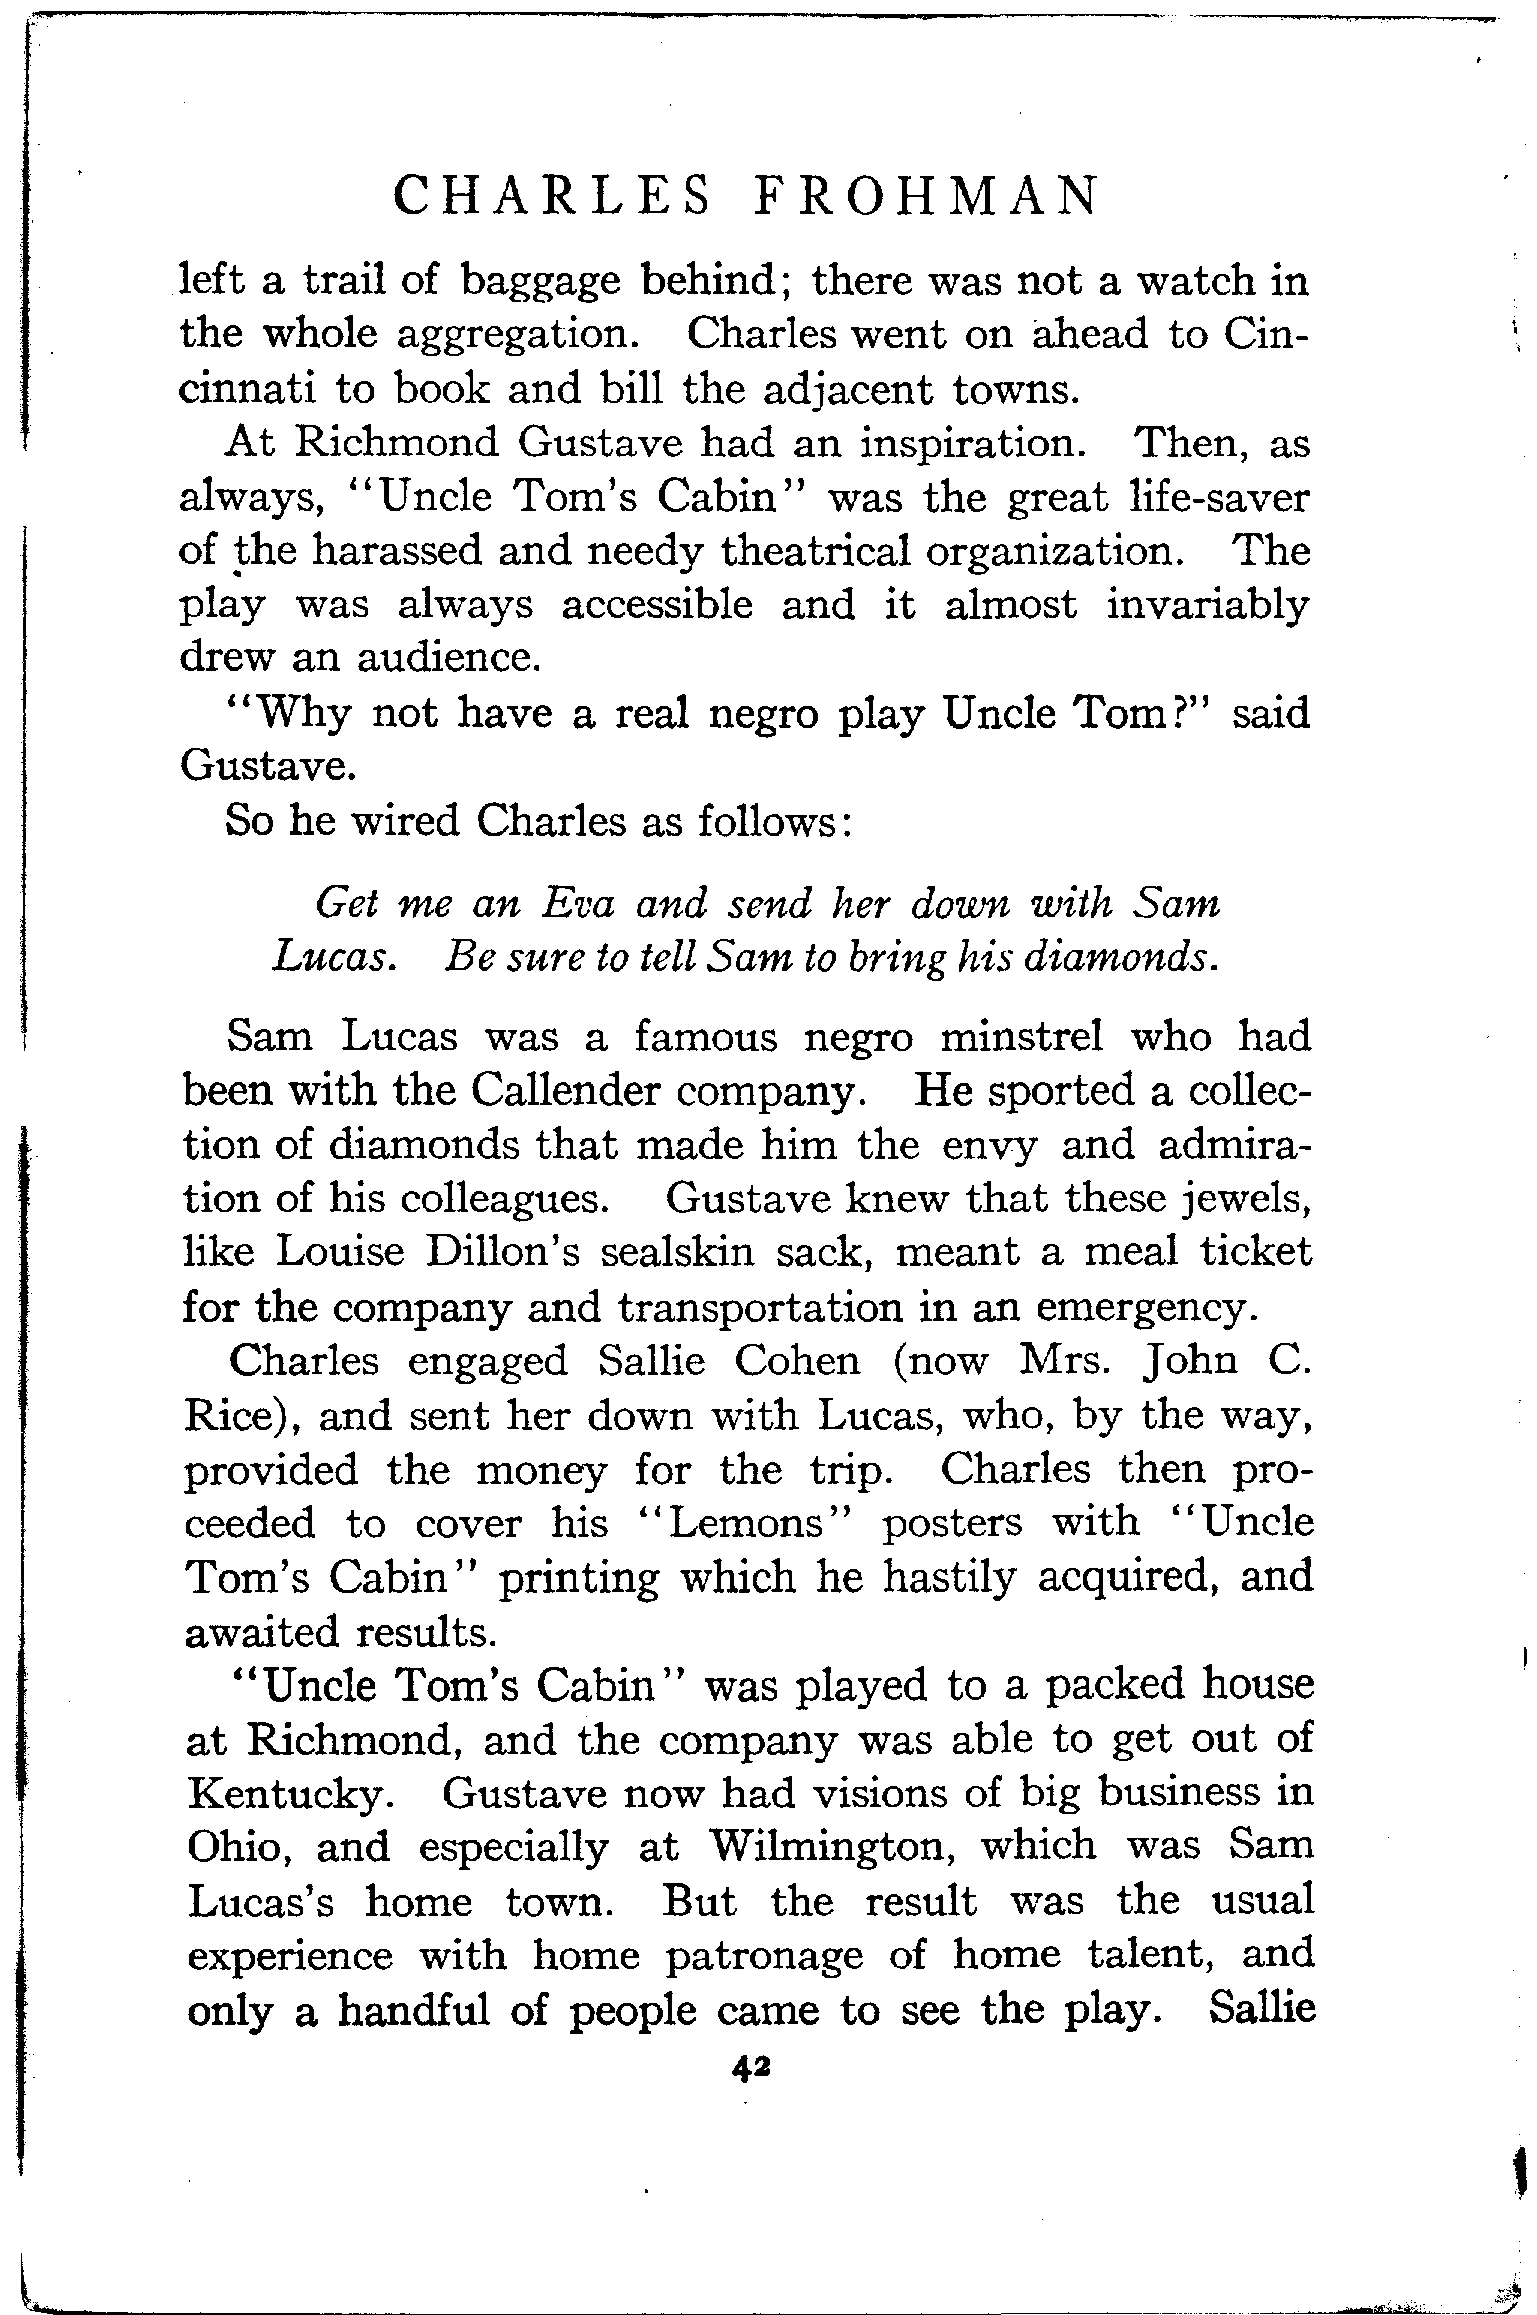 CHARLES FROHMAN
left a trail of baggage behind; there was not a watch in
the whole aggregation. Charles went on ahead to Cin-
cinnati to book and bill the adjacent towns.
At Richmond Gustave had an inspiration. Then, as
always, "Uncle Tom's Cabin" was the great life-saver
of the harassed and needy theatrical organization. The
play was always accessible and it almost invariably
drew an audience.
"Why not have a real negro play Uncle Tom?" said
Gustave.
So he wired Charles as follows:
Get me an Eva and send her down with Sam
Lucas. Be sure to tell Sam to bring his diamonds.
Sam Lucas was a famous negro minstrel who had
been with the Callender company. He sported a collec-
tion of diamonds that made him the envy and admira-
tion of his colleagues. Gustave knew that these jewels,
like Louise Dillon's sealskin sack, meant a meal ticket
for the company and transportation in an emergency.
Charles engaged Sallie Cohen (now Mrs. John C.
Rice), and sent her down with Lucas, who, by the way,
provided the money for the trip. Charles then pro-
ceeded to cover his "Lemons" posters with "Uncle
Tom's Cabin" printing which he hastily acquired, and
awaited results.
"Uncle Tom's Cabin" was played to a packed house
at Richmond, and the company was able to get out of
Kentucky. Gustave now had visions of big business in
Ohio, and especially at Wilmington, which was Sam
Lucas's home town. But the result was the usual
experience with home patronage of home talent, and
only a handful of people came to see the play. Sallie
42